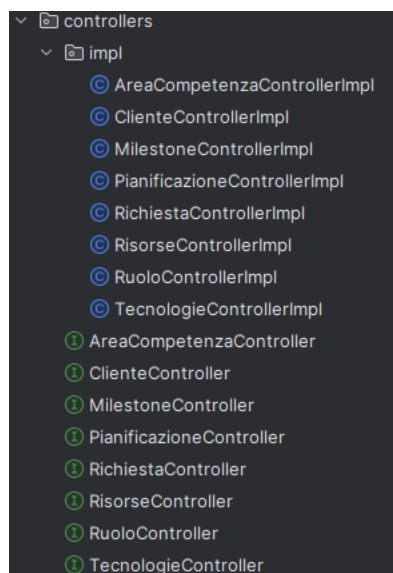 controllers
impl
AreaCompetenzaControllerImpl
ClienteControllerImpl
MilestoneControllerImpl
PianificazioneControllerImpl
RichiestaControllerImpl
RisorseControllerImpl
RuoloControllerImpl
TecnologieControllerImpl
AreaCompetenzaController
ClienteController
MilestoneController
PianificazioneController
RichiestaController
RisorseController
RuoloController
TecnologieController